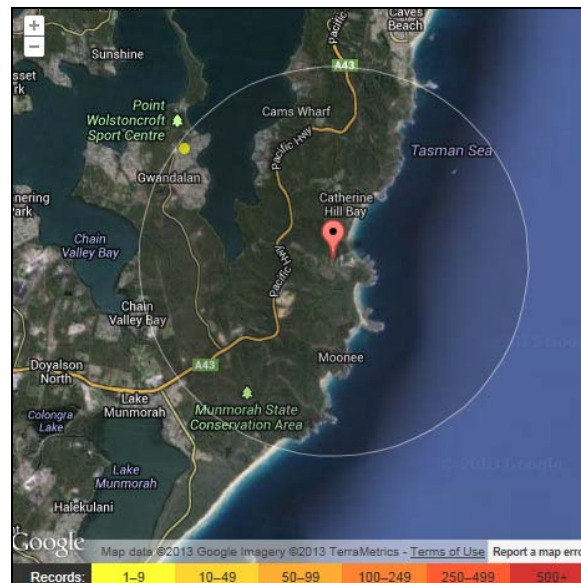 +
−
Sunshine
Pacific
Caves
Beach
A43
Point
Wolstoncroft
Sport Centre
Cams Wharf
Pacific Hwy
Tasman Sea
Gwandalan
Park
Catherine
Hill Bay
Chain
Valley Bay
Pacific Hwy
Chain
Valley Bay
Doyalson
North
A43
Moonee
Lake
Munmorah
Munmorah State
Conservation Area
Colongra
Lake
Lake
Munmorah
Halekulani
Google
Map data ©2013 Google Imagery ©2013 TerraMetrics - Terms of Use
Report a map erro
Records: 1–9 10–49 50–99 100–249 250–499 500+